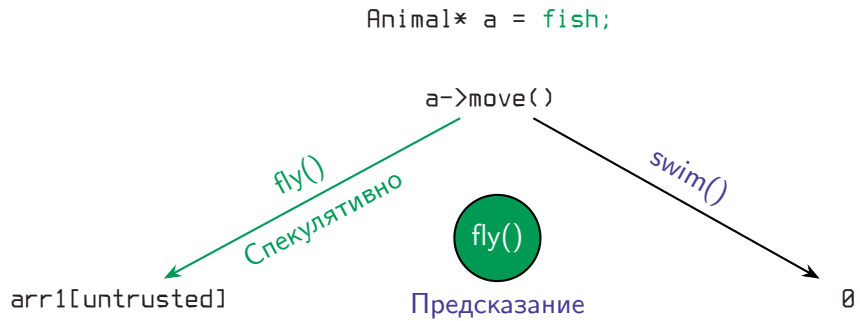 Animal* a = fish;
a->move()
fly()
Спекулятивно
swim()
fly()
Предсказание
arr1[untrusted]
0